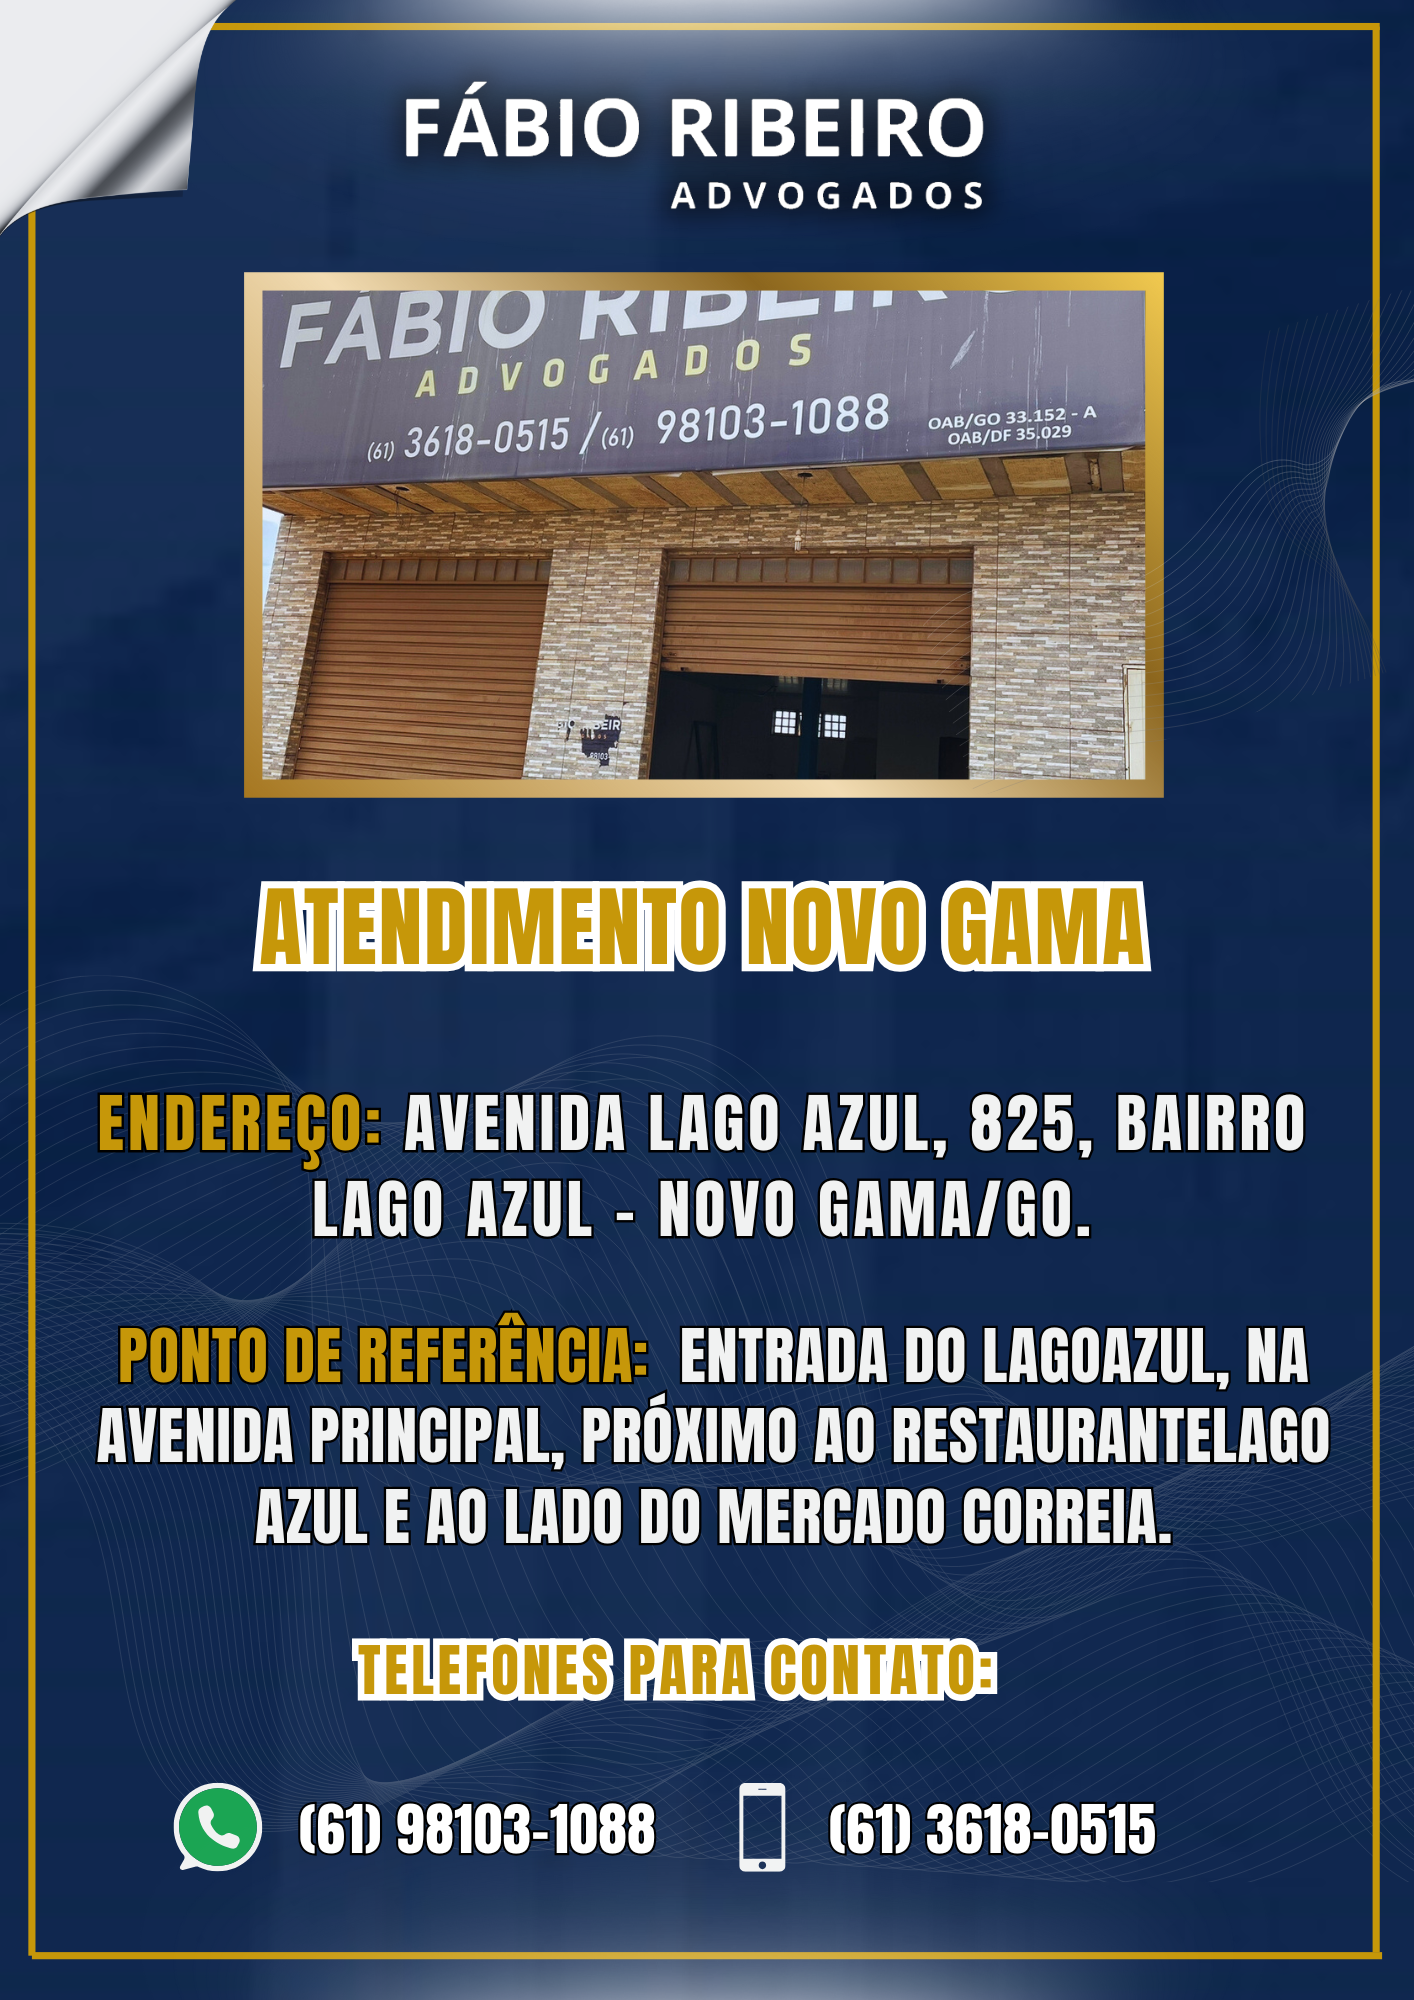 FÁBIO RIBEIRO
ADVOGADOS
FÁBIO RIBEIRO
ADVOGADOS
(61) 3618-0515 / (61) 98103-1088
OAB/GO 33.152 - A
OAB/DF 35.029
ATENDIMENTO NOVO GAMA
ENDEREÇO: AVENIDA LAGO AZUL, 825, BAIRRO
LAGO AZUL - NOVO GAMA/GO.
PONTO DE REFERÊNCIA: ENTRADA DO LAGOAZUL, NA
AVENIDA PRINCIPAL, PRÓXIMO AO RESTAURANTELAGO
AZUL E AO LADO DO MERCADO CORREIA.
TELEFONES PARA CONTATO:
(61) 98103-1088
(61) 3618-0515